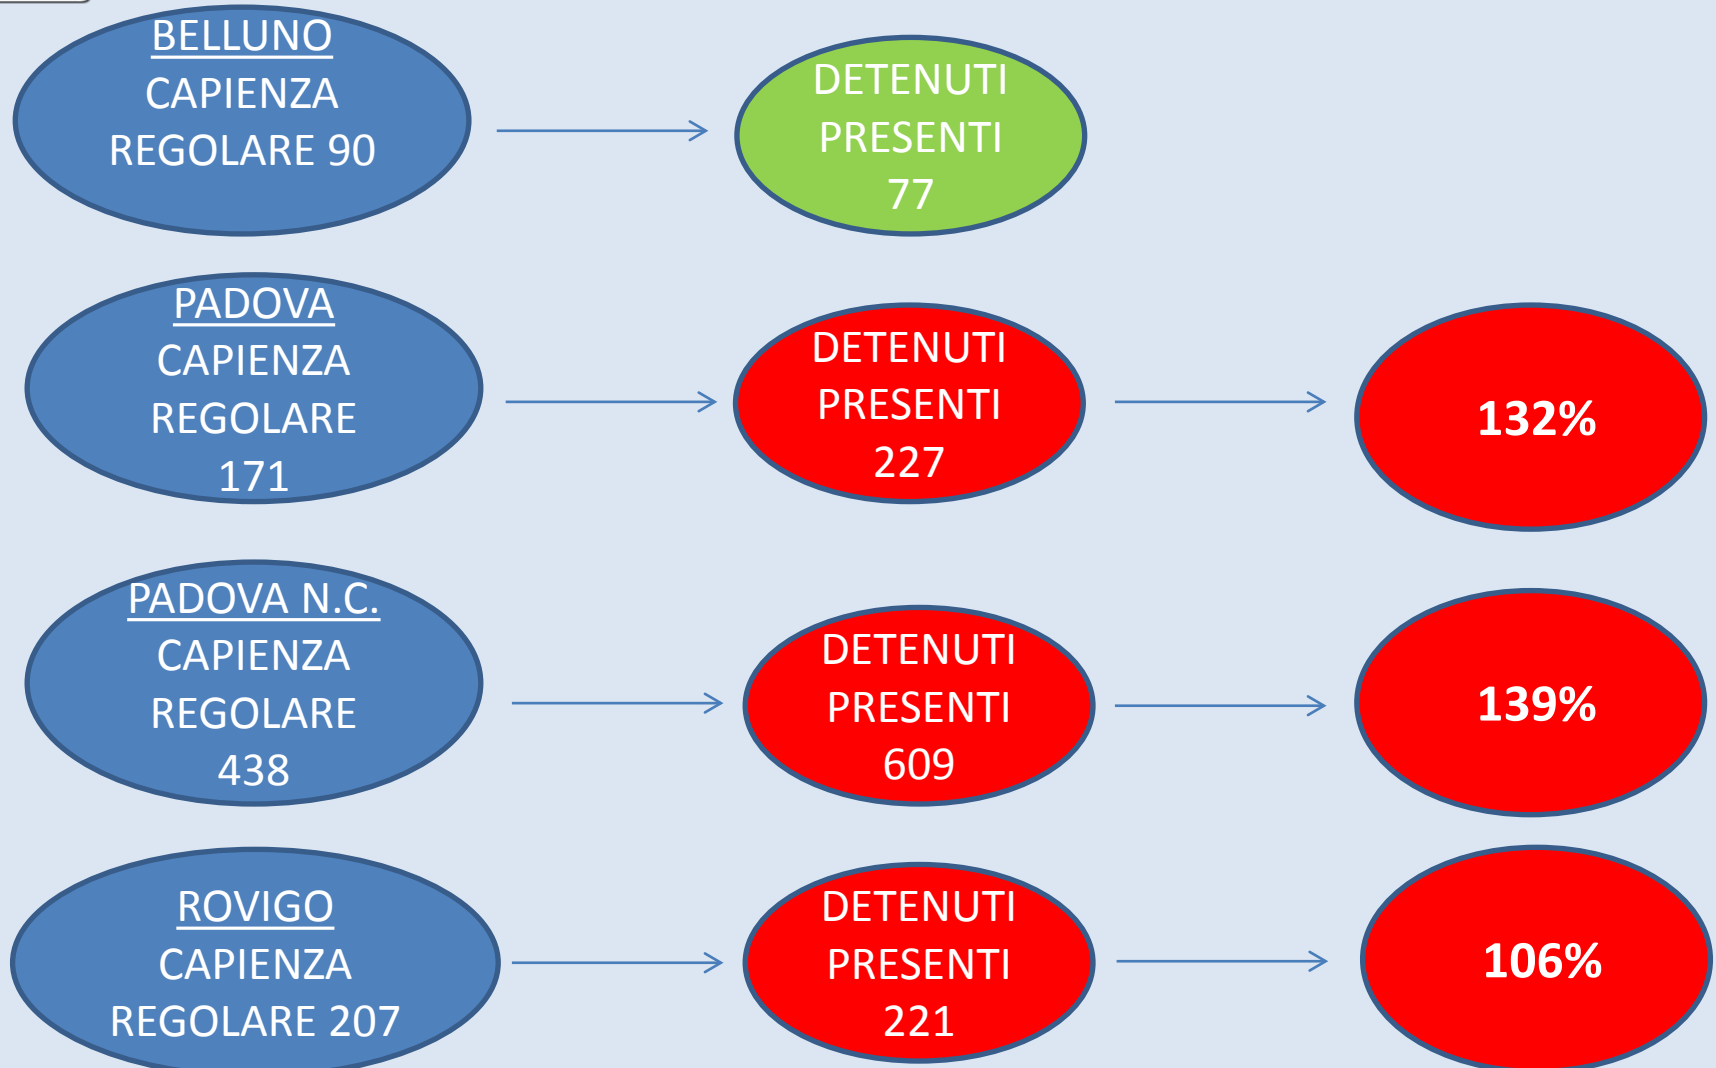 BELLUNO
CAPIENZA
REGOLARE 90
DETENUTI
PRESENTI
77
PADOVA
CAPIENZA
REGOLARE
171
DETENUTI
PRESENTI
227
132%
PADOVA N.C.
CAPIENZA
REGOLARE
438
DETENUTI
PRESENTI
609
139%
ROVIGO
CAPIENZA
REGOLARE 207
DETENUTI
PRESENTI
221
106%